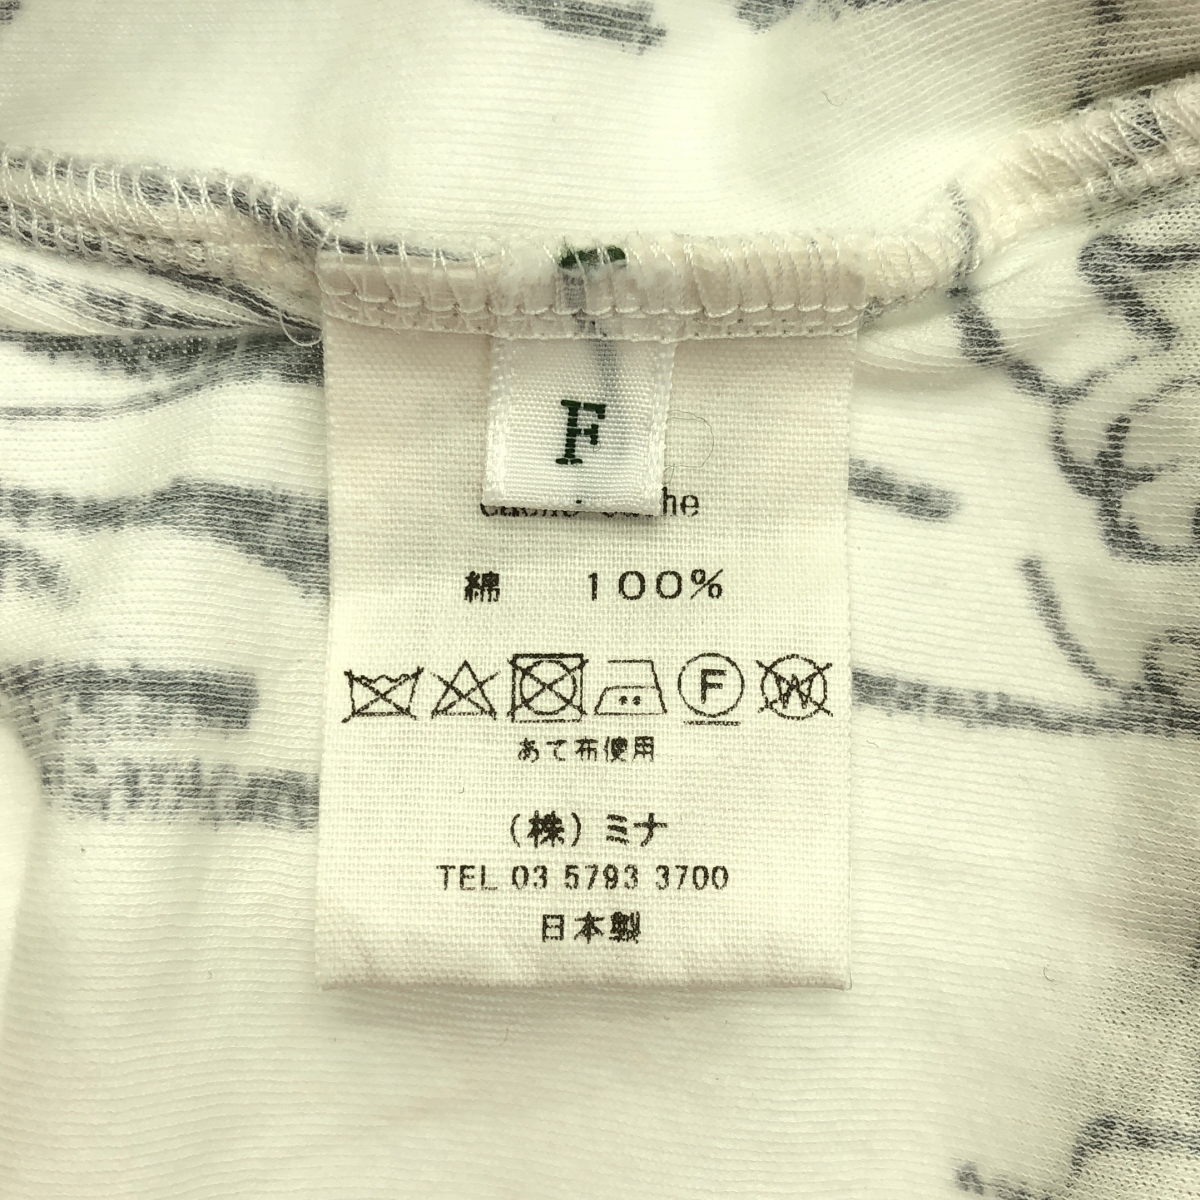 F
綿 100%
F W
あて布使用
(株)ミナ
TEL 03 5793 3700
日本製